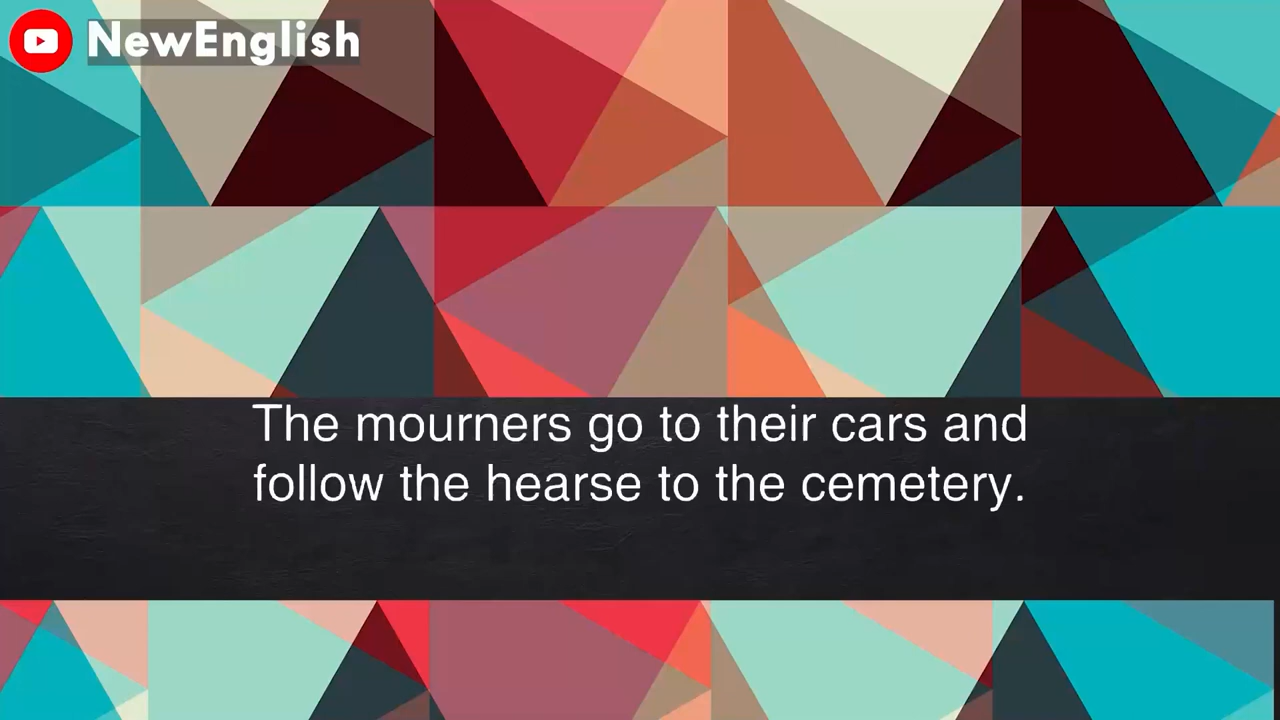 NewEnglish
The mourners go to their cars and
follow the hearse to the cemetery.